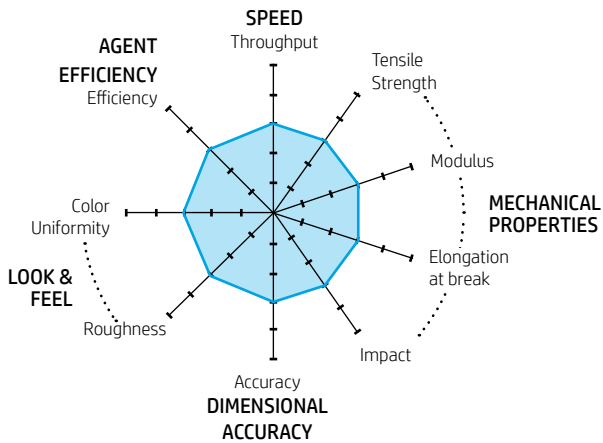 SPEED
Throughput
AGENT
EFFICIENCY
Efficiency
Tensile
Strength
Modulus
MECHANICAL
PROPERTIES
Elongation
at break
Impact
Accuracy
DIMENSIONAL
ACCURACY
Roughness
LOOK &
FEEL
Color
Uniformity